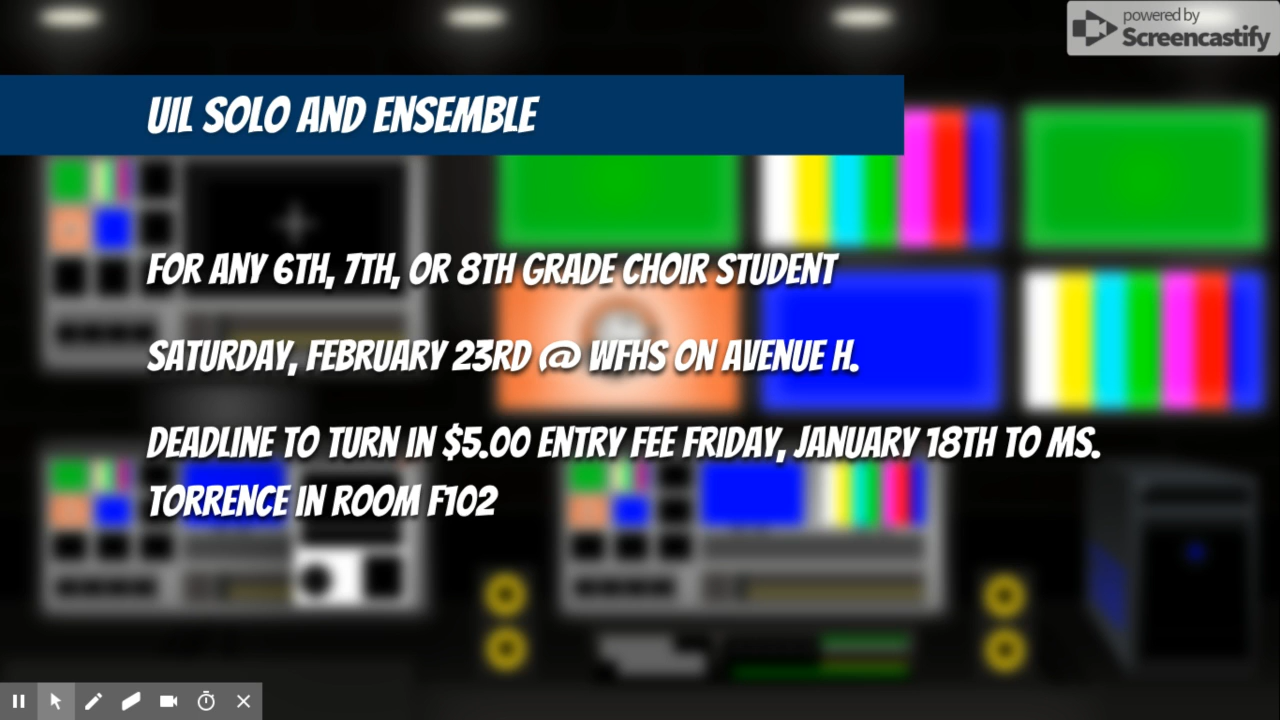 powered by
Screencastify
UIL SOLO AND ENSEMBLE
FOR ANY 6TH, 7TH, OR 8TH GRADE CHOIR STUDENT
SATURDAY, FEBRUARY 23RD @ WFHS ON AVENUE H.
DEADLINE TO TURN IN $5.00 ENTRY FEE FRIDAY, JANUARY 18TH TO MS.
TORRENCE IN ROOM F102